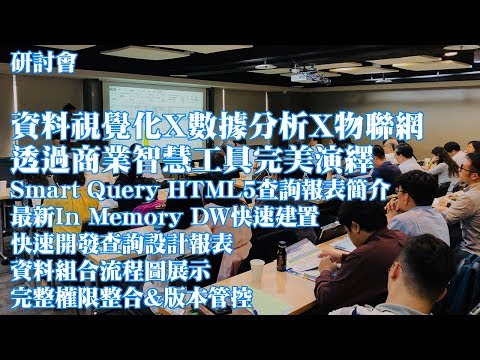 研討會
資料視覺化X數據分析X物聯網
透過商業智慧工具完美演繹
Smart Query HTML5查詢報表簡介
最新In Memory DW快速建置
快速開發查詢設計報表
資料組合流程圖展示
完整權限整合&版本管控